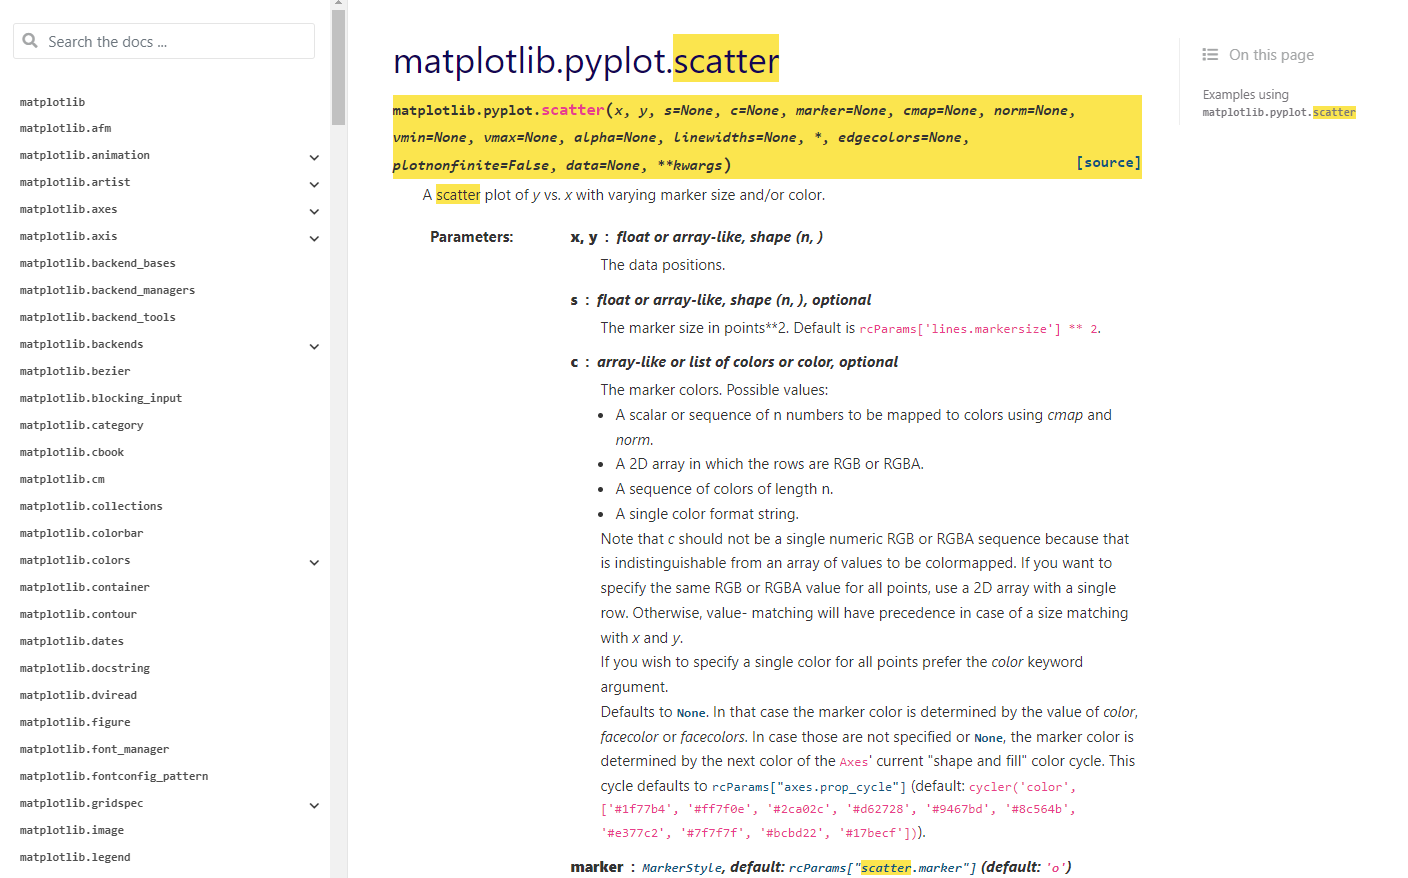 Search the docs ...
matplotlib
matplotlib.afm
matplotlib.animation
matplotlib.artist
matplotlib.axes
matplotlib.axis
matplotlib.backend_bases
matplotlib.backend_managers
matplotlib.backend_tools
matplotlib.backends
matplotlib.bezier
matplotlib.blocking_input
matplotlib.category
matplotlib.cbook
matplotlib.cm
matplotlib.collections
matplotlib.colorbar
matplotlib.colors
matplotlib.container
matplotlib.contour
matplotlib.dates
matplotlib.docstring
matplotlib.dviread
matplotlib.figure
matplotlib.font_manager
matplotlib.fontconfig_pattern
matplotlib.gridspec
matplotlib.image
matplotlib.legend
matplotlib.pyplot.scatter
matplotlib.pyplot.scatter(x, y, s=None, c=None, marker=None, cmap=None, norm=None,
vmin=None, vmax=None, alpha=None, linewidths=None, *, edgecolors=None,
plotnonfinite=False, data=None, **kwargs) [source]
A scatter plot of y vs. x with varying marker size and/or color.
Parameters: x, y : float or array-like, shape (n, )
The data positions.
s : float or array-like, shape (n, ), optional
The marker size in points**2. Default is rcParams['lines.markersize'] ** 2.
c : array-like or list of colors or color, optional
The marker colors. Possible values:
• A scalar or sequence of n numbers to be mapped to colors using cmap and
norm.
• A 2D array in which the rows are RGB or RGBA.
• A sequence of colors of length n.
• A single color format string.
Note that c should not be a single numeric RGB or RGBA sequence because that
is indistinguishable from an array of values to be colormapped. If you want to
specify the same RGB or RGBA value for all points, use a 2D array with a single
row. Otherwise, value- matching will have precedence in case of a size matching
with x and y.
If you wish to specify a single color for all points prefer the color keyword
argument.
Defaults to None. In that case the marker color is determined by the value of color,
facecolor or facecolors. In case those are not specified or None, the marker color is
determined by the next color of the Axes' current "shape and fill" color cycle. This
cycle defaults to rcParams["axes.prop_cycle"] (default: cycler('color',
['#1f77b4', '#ff7f0e', '#2ca02c', '#d62728', '#9467bd', '#8c564b',
'#e377c2', '#7f7f7f', '#bcbd22', '#17becf'])).
marker : MarkerStyle, default: rcParams["scatter.marker"] (default: 'o')
On this page
Examples using
matplotlib.pyplot.scatter